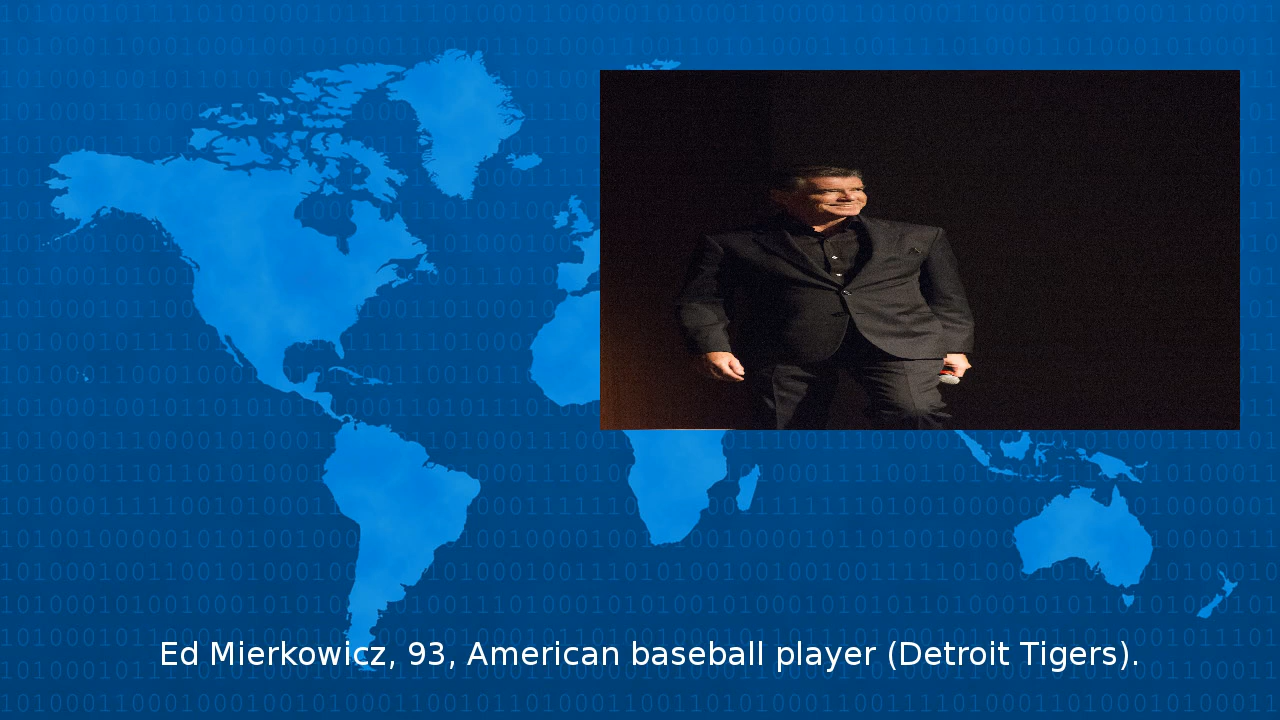 Ed Mierkowicz, 93, American baseball player (Detroit Tigers).